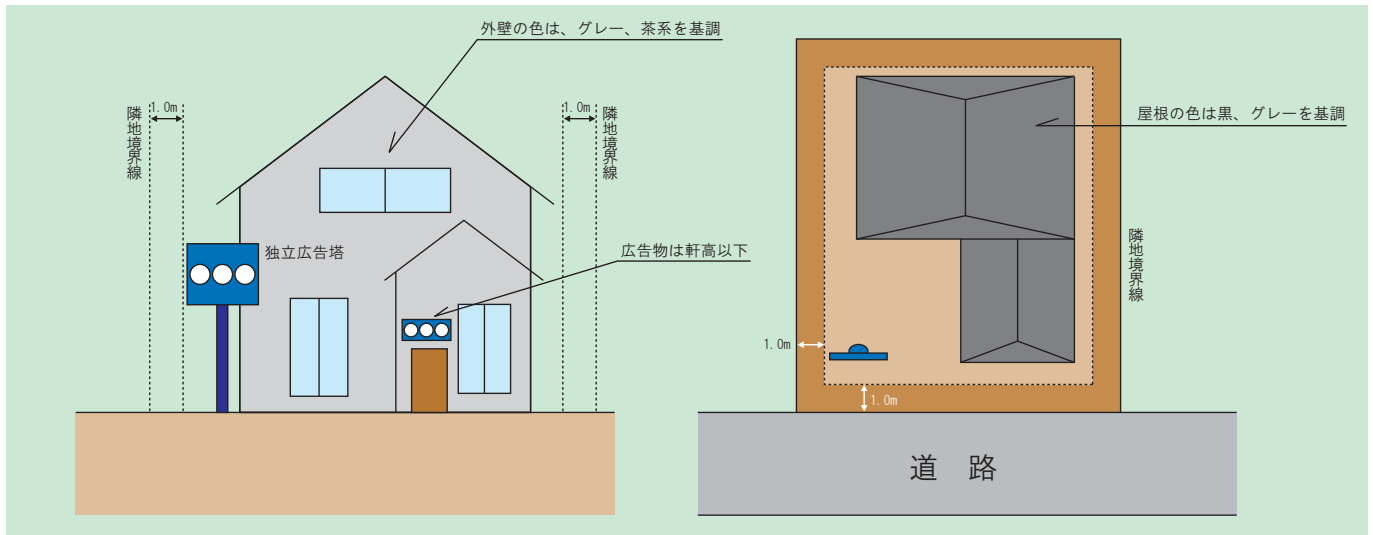 外壁の色は、グレー、茶系を基調
隣地境界線
1.0m
1.0m
隣地境界線
独立広告塔
広告物は軒高以下
屋根の色は黒、グレーを基調
隣地境界線
1.0m
1.0m
道 路